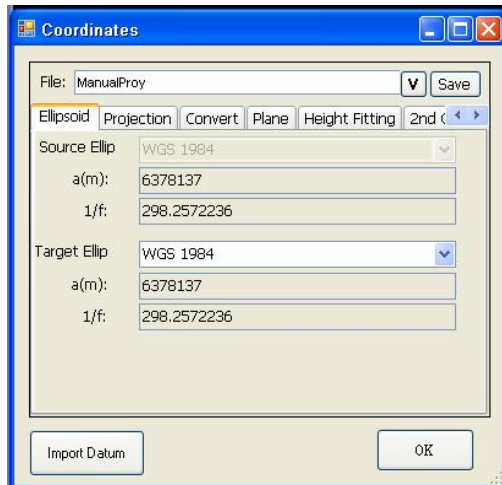 Coordinates
File: ManualProy V Save
Ellipsoid Projection Convert Plane Height Fitting 2nd
Source Ellip WGS 1984
a(m): 6378137
1/f: 298.2572236
Target Ellip WGS 1984
a(m): 6378137
1/f: 298.2572236
Import Datum OK